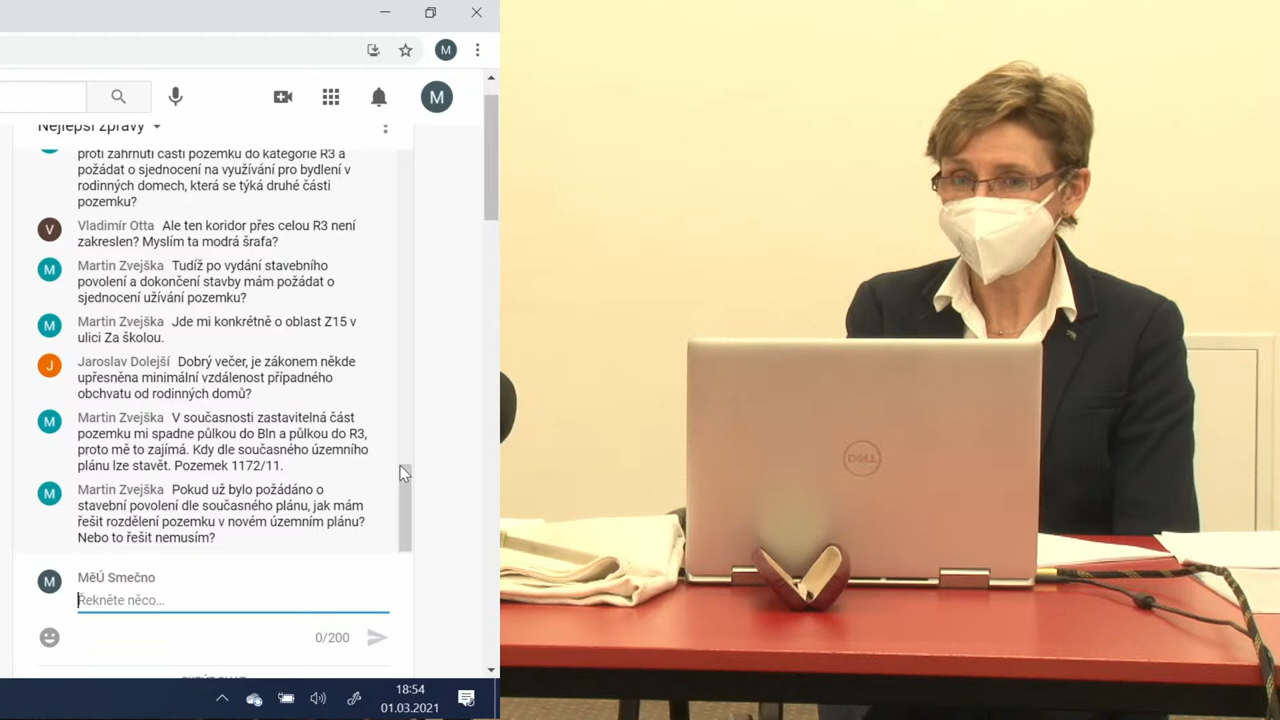 M
M
Nejlepší zprávy
proti zahrnutí části pozemku do kategorie R3 a
požádat o sjednocení na využívání pro bydlení v
rodinných domech, která se týká druhé části
pozemku?
V
Vladimír Otta Ale ten koridor přes celou R3 není
zakreslen? Myslím ta modrá šrafa?
M
Martin Zvejška Tudíž po vydání stavebního
povolení a dokončení stavby mám požádat o
sjednocení užívání pozemku?
M
Martin Zvejška Jde mi konkrétně o oblast Z15 v
ulici Za školou.
J
Jaroslav Dolejší Dobrý večer, je zákonem někde
upřesněna minimální vzdálenost případného
obchvatu od rodinných domů?
M
Martin Zvejška V současnosti zastavitelná část
pozemku mi spadne půlkou do Bln a půlkou do R3,
proto mě to zajímá. Kdy dle současného územního
plánu lze stavět. Pozemek 1172/11.
M
Martin Zvejška Pokud už bylo požádáno o
stavební povolení dle současného plánu, jak mám
řešit rozdělení pozemku v novém územním plánu?
Nebo to řešit nemusím?
M
MěÚ Smečno
Řekněte něco...
0/200
18:54
01.03.2021
DELL